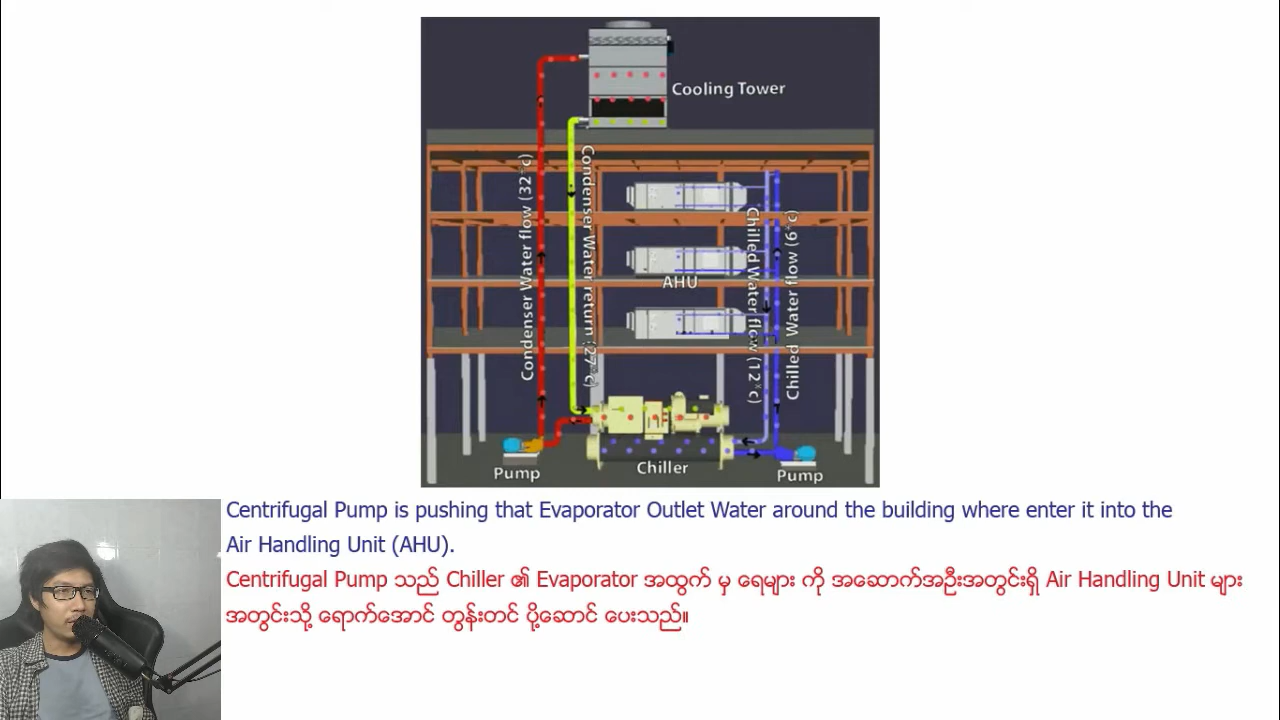 Cooling Tower
Condenser Water flow (32°c)
Condenser Water return (27°c)
AHU
Chilled Water flow (12°c)
Chilled Water flow (6°c)
Pump
Chiller
Pump
Centrifugal Pump is pushing that Evaporator Outlet Water around the building where enter it into the
Air Handling Unit (AHU).
Centrifugal Pump သည် Chiller ၏ Evaporator အထွက် မှ ရေများ ကို အဆောက်အဦးအတွင်းရှိ Air Handling Unit များ
အတွင်းသို့ ရောက်အောင် တွန်းတင် ပို့ဆောင် ပေးသည်။